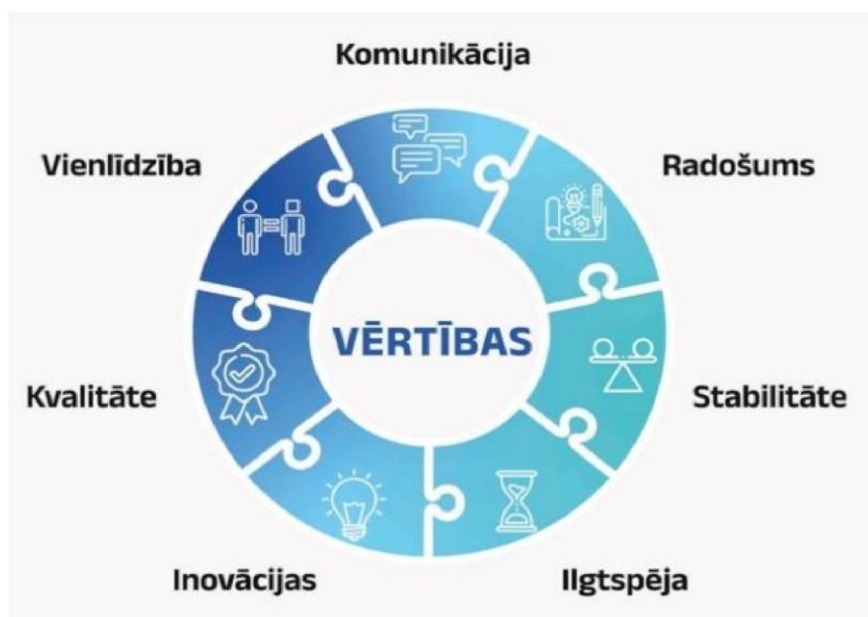 Komunikācija
Vienlīdzība
Radošums
VĒRTĪBAS
Kvalitāte
Stabilitāte
Inovācijas
Ilgtspēja